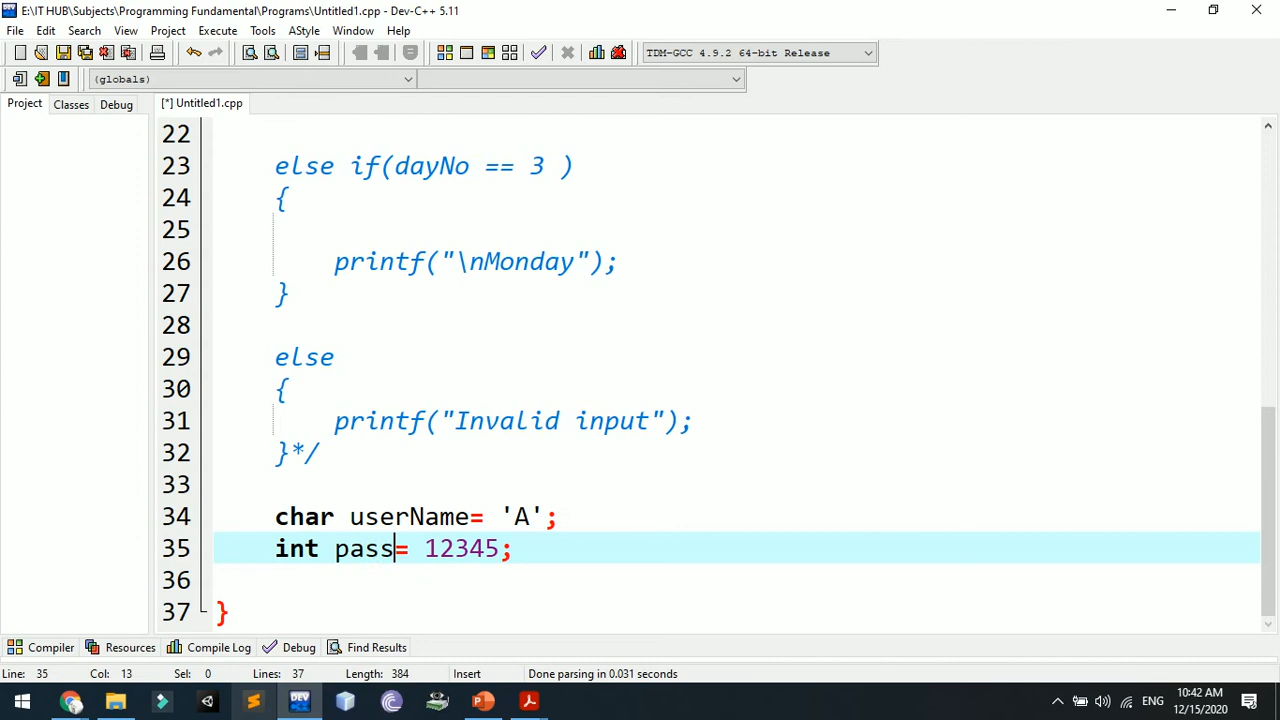 E:\IT HUB\Subjects\Programming Fundamental\Programs\Untitled1.cpp - Dev-C++ 5.11
File Edit Search View Project Execute Tools AStyle Window Help
TDM-GCC 4.9.2 64-bit Release
(globals)
Project Classes Debug [*] Untitled1.cpp
22
23 else if(dayNo == 3 )
24 {
25
26 printf("\nMonday");
27 }
28
29 else
30 {
31 printf("Invalid input");
32 }*/
33
34 char userName= 'A';
35 int pass= 12345;
36
37 }
Compiler Resources Compile Log Debug Find Results
Line: 35 Col: 13 Sel: 0 Lines: 37 Length: 384 Insert Done parsing in 0.031 seconds
DEV ENG 10:42 AM
12/15/2020